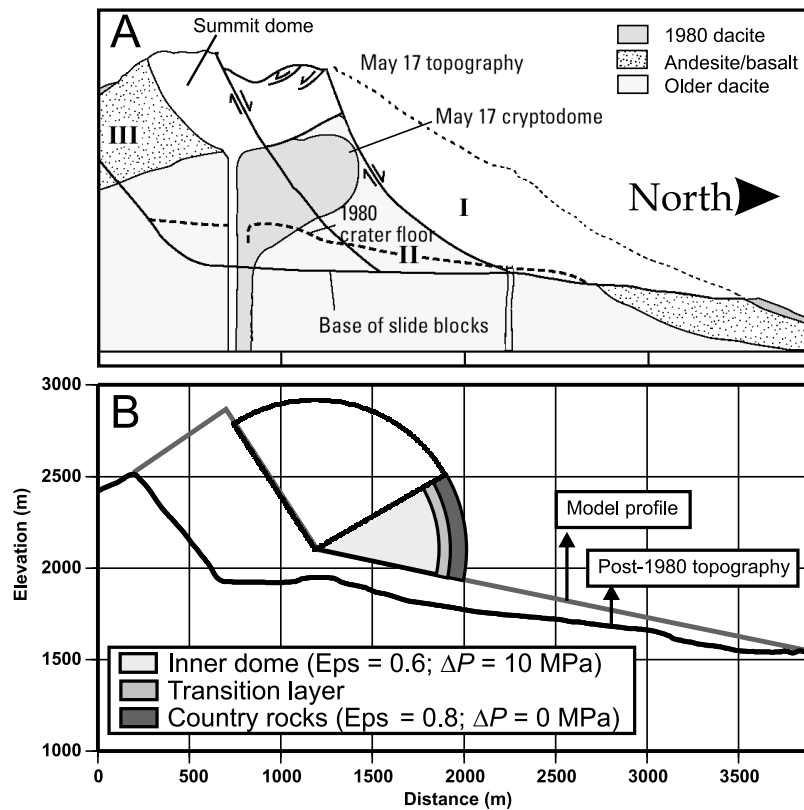 A
Summit dome
May 17 topography
1980 dacite
Andesite/basalt
Older dacite
May 17 cryptodome
III
I
North
1980
crater floor
II
Base of slide blocks
B
3000
2500
2000
1500
1000
Elevation (m)
Model profile
Post-1980 topography
Inner dome (Eps = 0.6; ΔP = 10 MPa)
Transition layer
Country rocks (Eps = 0.8; ΔP = 0 MPa)
0 500 1000 1500 2000 2500 3000 3500
Distance (m)